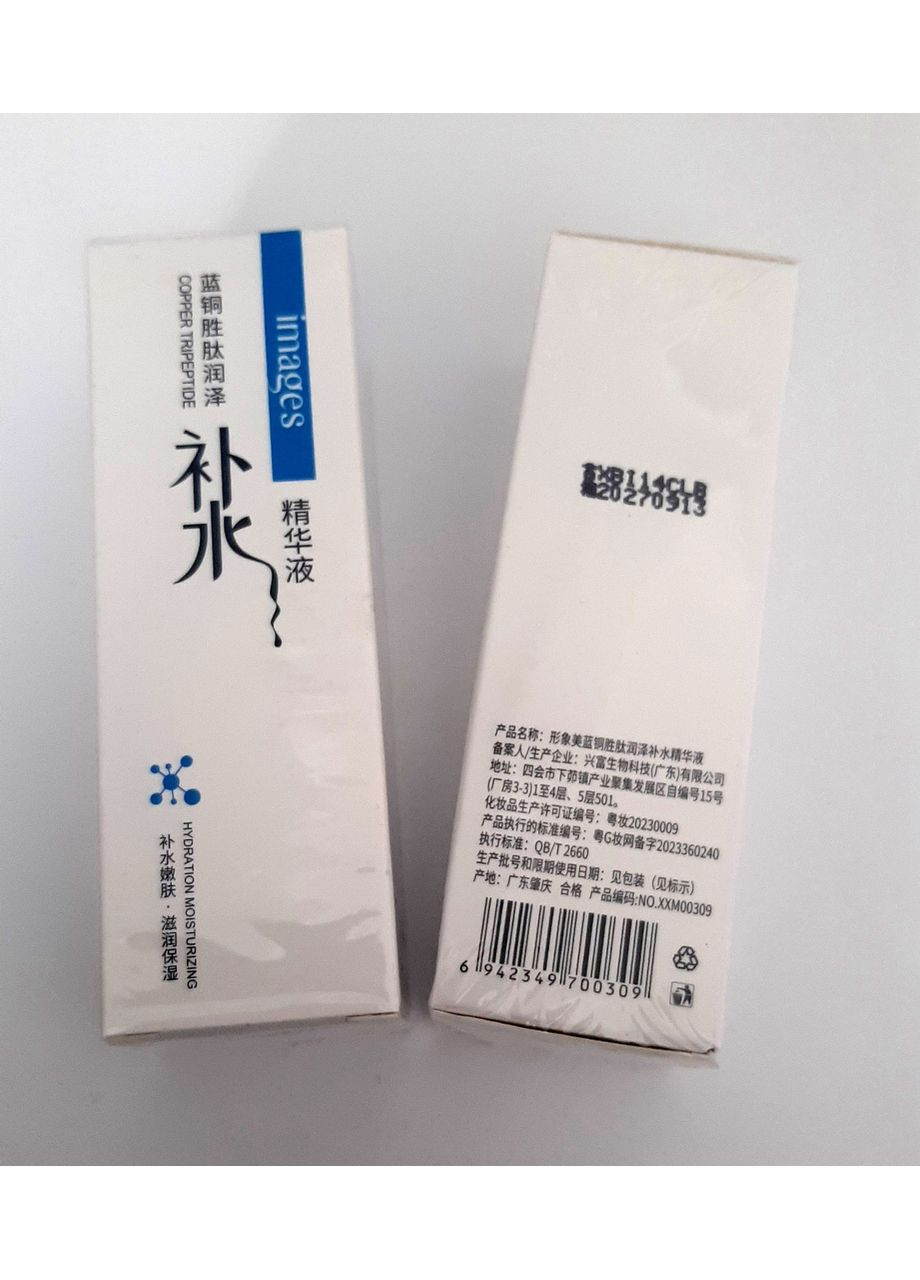 images
蓝铜胜肽润泽
COPPER TRIPEPTIDE
补水
精华液
HYDRATION MOISTURIZING
补水嫩肤·滋润保湿
XBI14CLB
20270913
产品名称：形象美蓝铜胜肽润泽补水精华液
备案人/生产企业：兴富生物科技(广东)有限公司
地址：四会市下茆镇产业聚集发展区自编号15号
(厂房3-3)1至4层、5层501。
化妆品生产许可证编号：粤妆20230009
产品执行的标准编号：粤G妆网备字2023360240
执行标准：QB/T 2660
生产批号和限期使用日期：见包装（见标示）
产地：广东肇庆 合格 产品编码:NO.XXM00309
6 942349 700309